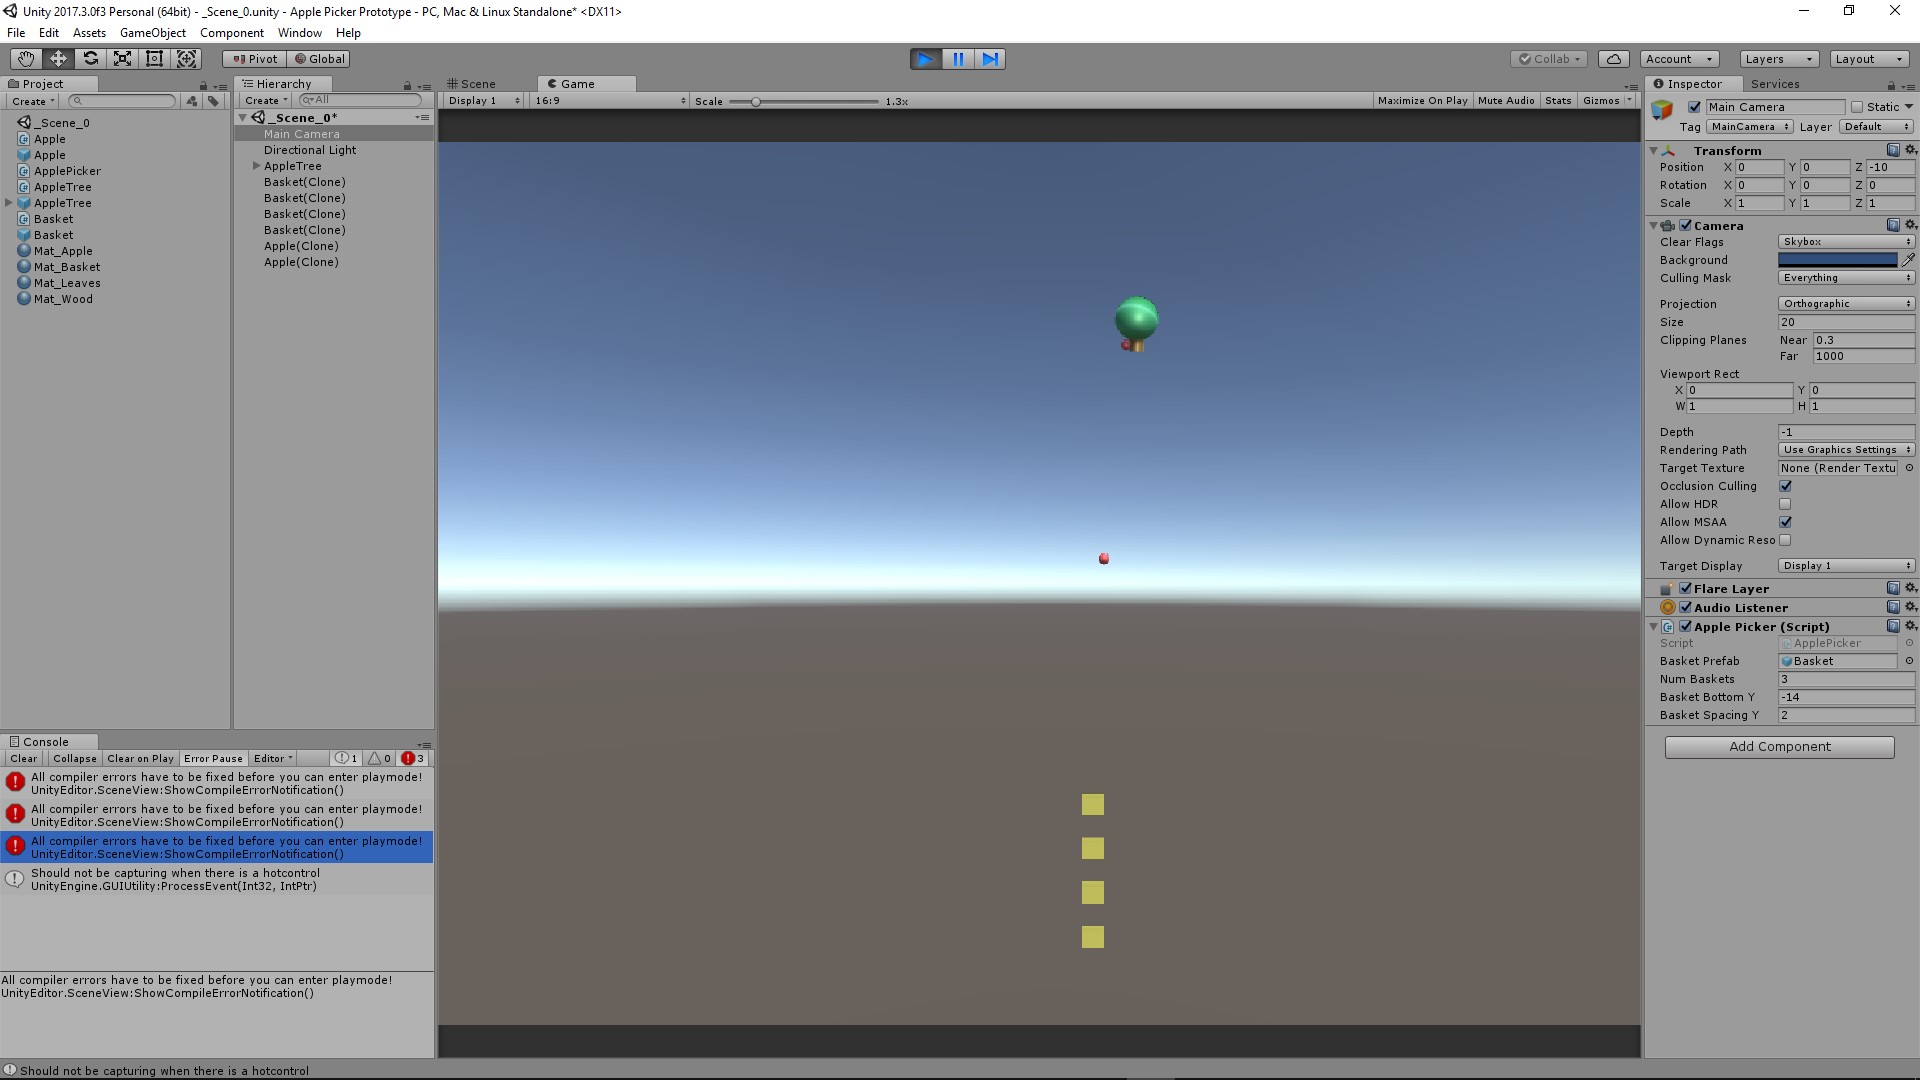 Unity 2017.3.0f3 Personal (64bit) - _Scene_0.unity - Apple Picker Prototype - PC, Mac & Linux Standalone* <DX11>
File Edit Assets GameObject Component Window Help
Pivot Global Collab Account Layers Layout
Project
Create
_Scene_0
Apple
Apple
ApplePicker
AppleTree
AppleTree
Basket
Basket
Mat_Apple
Mat_Basket
Mat_Leaves
Mat_Wood
Hierarchy
Create All
_Scene_0*
Main Camera
Directional Light
AppleTree
Basket(Clone)
Basket(Clone)
Basket(Clone)
Basket(Clone)
Apple(Clone)
Apple(Clone)
Scene Game
Display 1 16:9 Scale 1.3x Maximize On Play Mute Audio Stats Gizmos
Console
Clear Collapse Clear on Play Error Pause Editor 1 0 3
All compiler errors have to be fixed before you can enter playmode!
UnityEditor.SceneView:ShowCompileErrorNotification()
All compiler errors have to be fixed before you can enter playmode!
UnityEditor.SceneView:ShowCompileErrorNotification()
All compiler errors have to be fixed before you can enter playmode!
UnityEditor.SceneView:ShowCompileErrorNotification()
Should not be capturing when there is a hotcontrol
UnityEngine.GUIUtility:ProcessEvent(Int32, IntPtr)
All compiler errors have to be fixed before you can enter playmode!
UnityEditor.SceneView:ShowCompileErrorNotification()
Should not be capturing when there is a hotcontrol
Inspector Services
Main Camera Static
Tag MainCamera Layer Default
Transform
Position X 0 Y 0 Z -10
Rotation X 0 Y 0 Z 0
Scale X 1 Y 1 Z 1
Camera
Clear Flags Skybox
Background
Culling Mask Everything
Projection Orthographic
Size 20
Clipping Planes Near 0.3
Far 1000
Viewport Rect
X 0 Y 0
W 1 H 1
Depth -1
Rendering Path Use Graphics Settings
Target Texture None (Render Textu
Occlusion Culling
Allow HDR
Allow MSAA
Allow Dynamic Reso
Target Display Display 1
Flare Layer
Audio Listener
Apple Picker (Script)
Script ApplePicker
Basket Prefab Basket
Num Baskets 3
Basket Bottom Y -14
Basket Spacing Y 2
Add Component